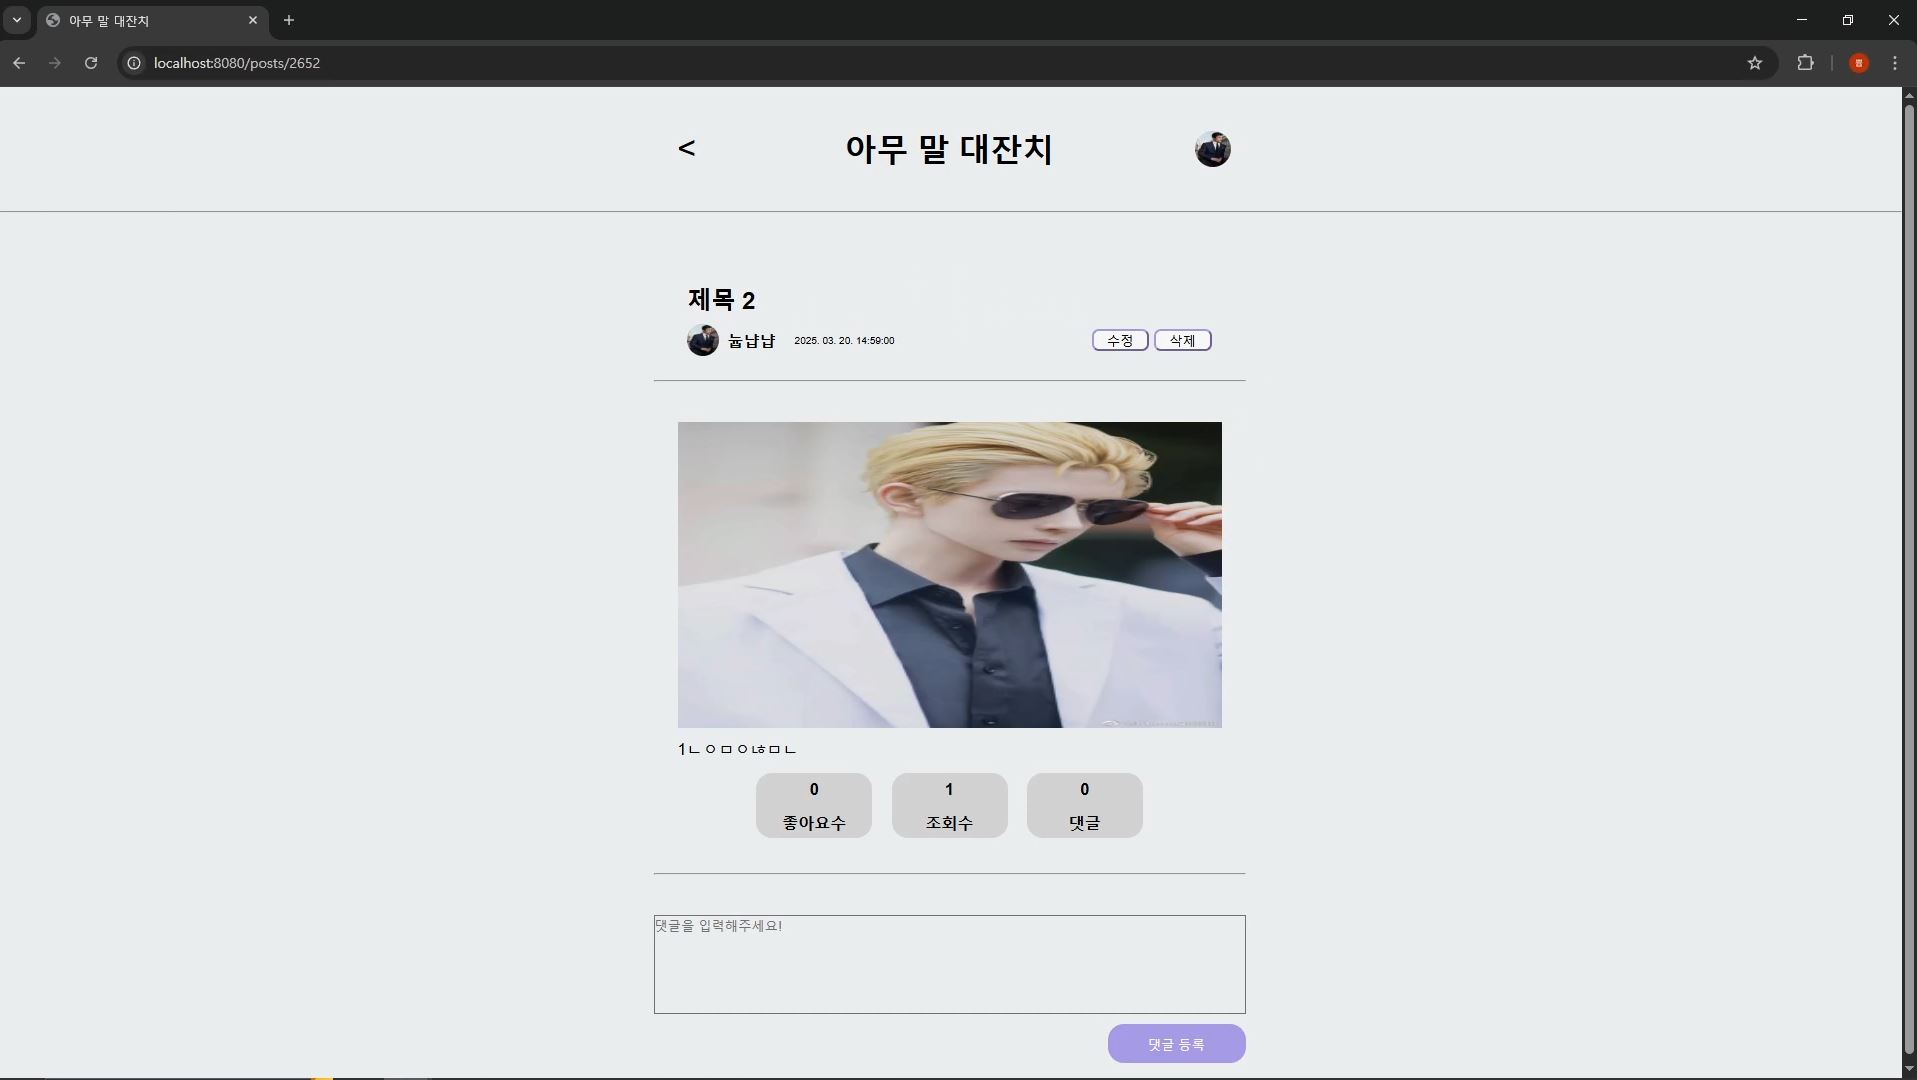 아무 말 대잔치
localhost:8080/posts/2652
<
아무 말 대잔치
제목 2
눕냡냡
2025. 03. 20. 14:59:00
수정
삭제
1ㄴㅇㅁㅇㄶㅁㄴ
0
좋아요수
1
조회수
0
댓글
댓글을 입력해주세요!
댓글 등록